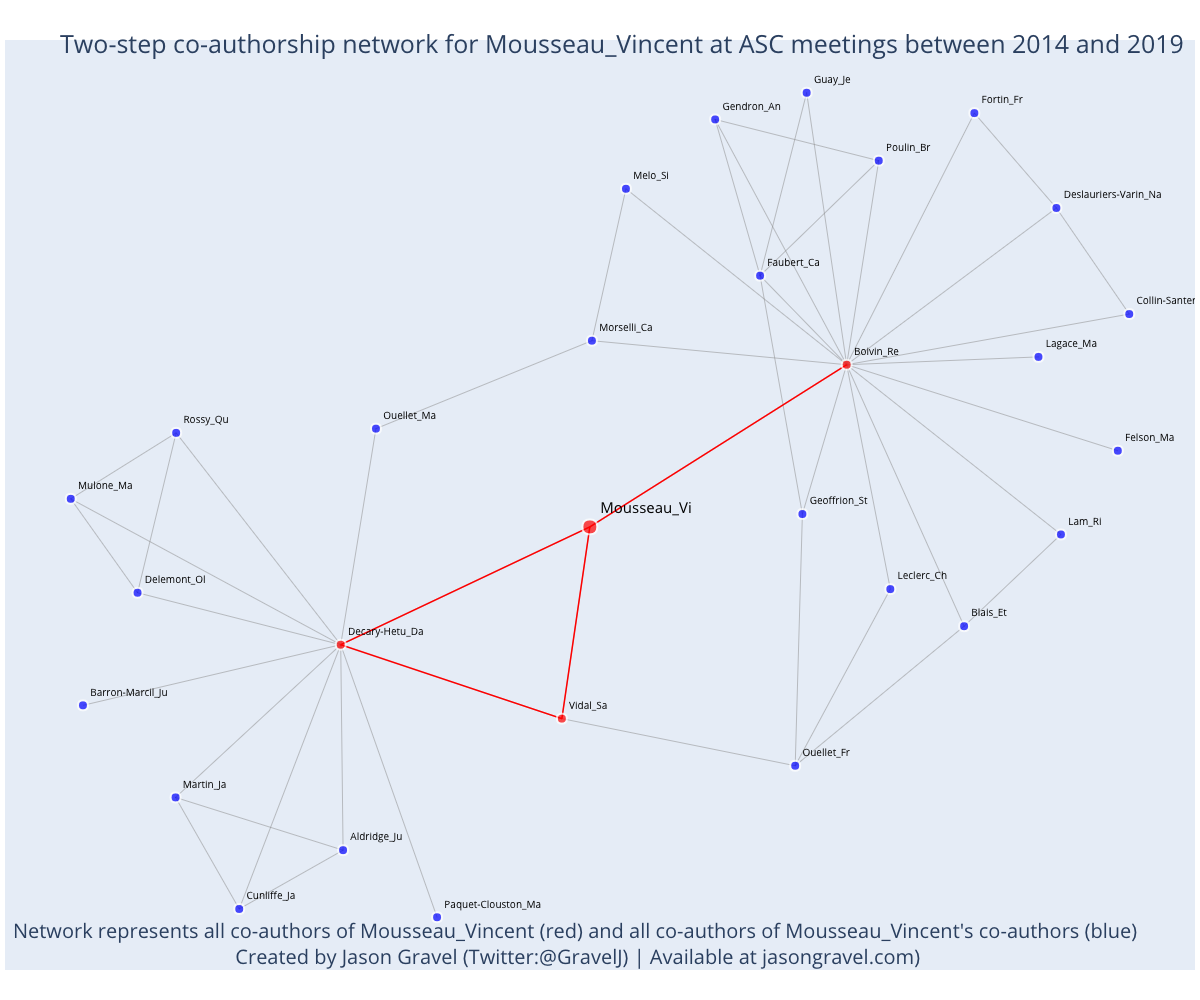 Two-step co-authorship network for Mousseau_Vincent at ASC meetings between 2014 and 2019
Guay_Je
Gendron_An
Fortin_Fr
Poulin_Br
Melo_Si
Deslauriers-Varin_Na
Faubert_Ca
Collin-Santer
Morselli_Ca
Lagace_Ma
Boivin_Re
Ouellet_Ma
Rossy_Qu
Felson_Ma
Mulone_Ma
Geoffrion_St
Mousseau_Vi
Lam_Ri
Delemont_Ol
Leclerc_Ch
Blais_Et
Decary-Hetu_Da
Barron-Marcil_Ju
Vidal_Sa
Ouellet_Fr
Martin_Ja
Aldridge_Ju
Cunliffe_Ja
Paquet-Clouston_Ma
Network represents all co-authors of Mousseau_Vincent (red) and all co-authors of Mousseau_Vincent's co-authors (blue)
Created by Jason Gravel (Twitter:@GravelJ) | Available at jasongravel.com)